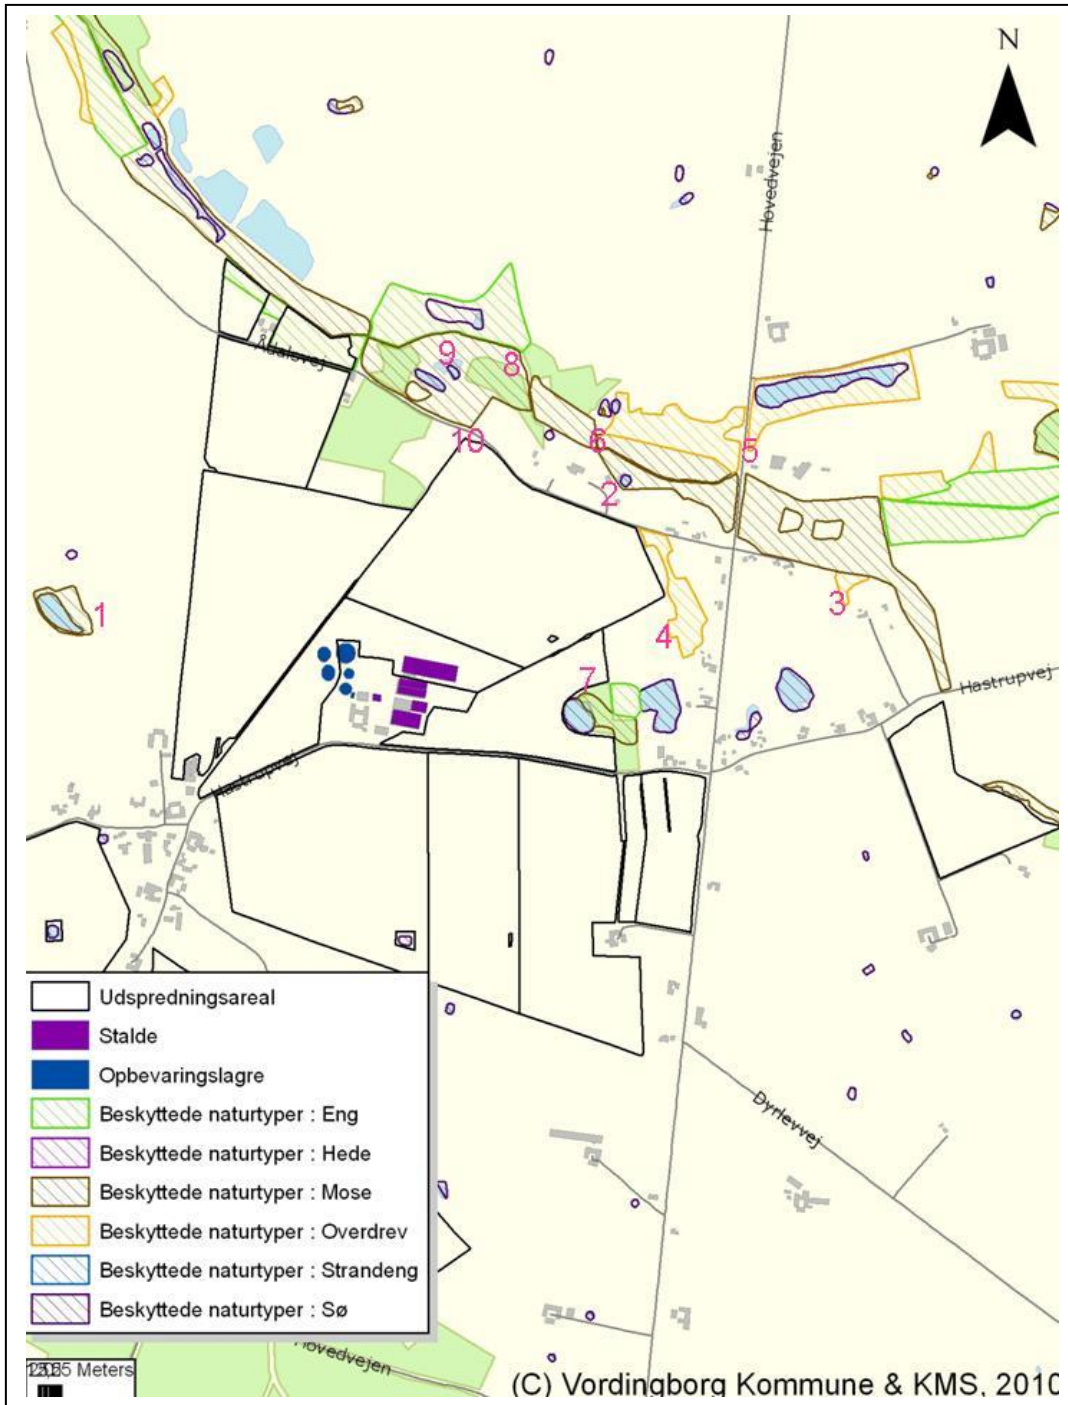 N
Hovedvejen
Ådalsvej
9
8
10
6
5
2
1
3
4
7
Hastrupvej
Hastrupvej
Udspredningsareal
Stalde
Opbevaringslagre
Beskyttede naturtyper : Eng
Beskyttede naturtyper : Hede
Beskyttede naturtyper : Mose
Beskyttede naturtyper : Overdrev
Beskyttede naturtyper : Strandeng
Beskyttede naturtyper : Sø
Dyrlevvej
Hovedvejen
Meters
(C) Vordingborg Kommune & KMS, 2010